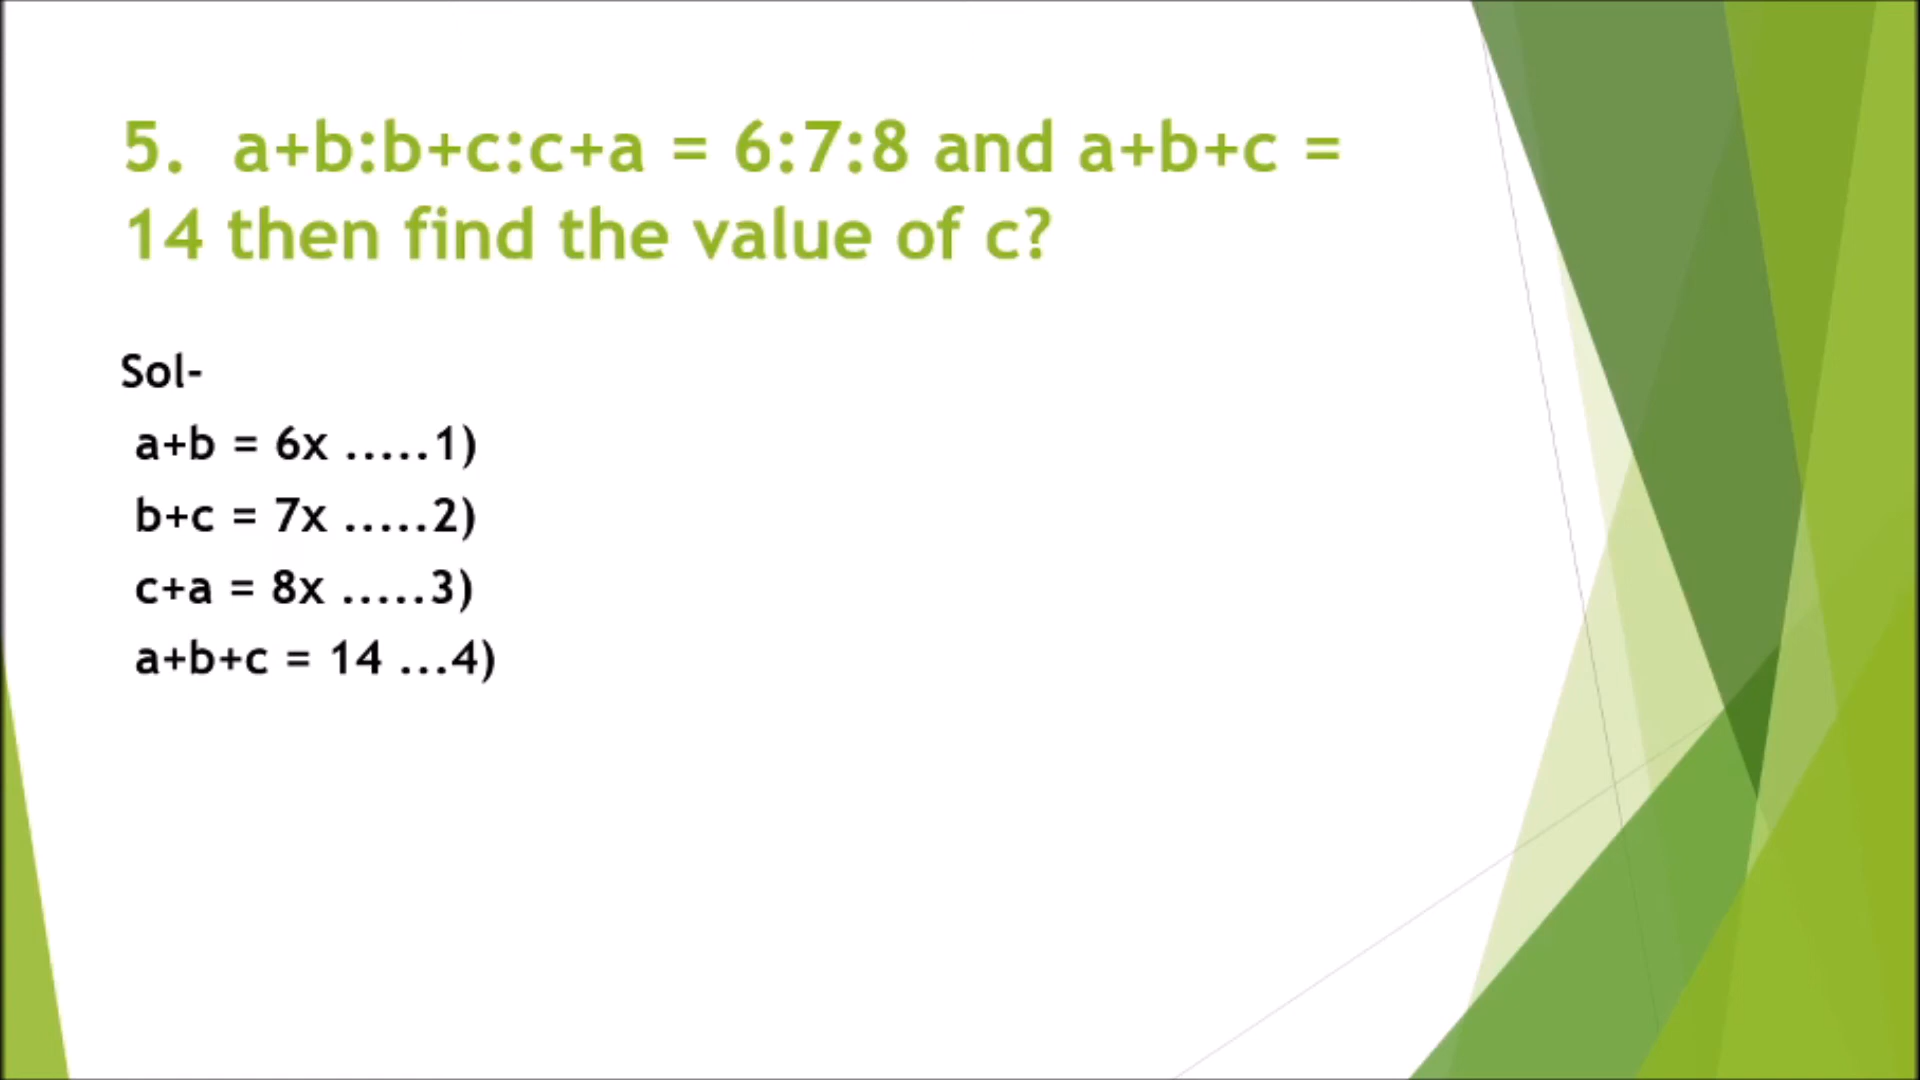 5. a+b:b+c:c+a = 6:7:8 and a+b+c =
14 then find the value of c?
Sol-
a+b = 6x .....1)
b+c = 7x .....2)
c+a = 8x .....3)
a+b+c = 14 ...4)